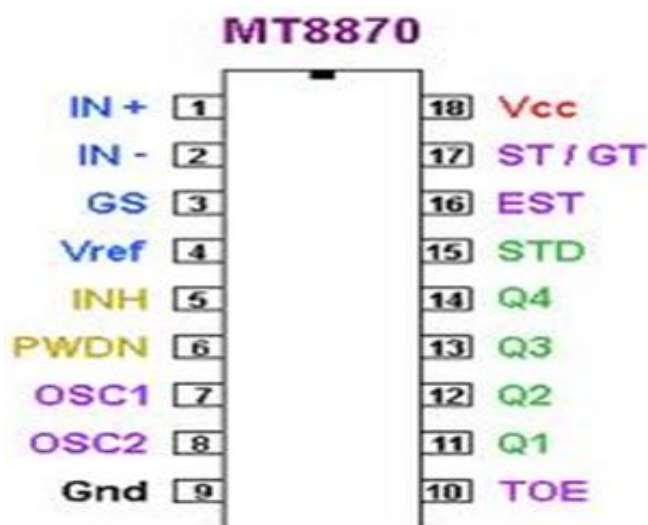 MT8870
IN + 1 18 Vcc
IN - 2 17 ST / GT
GS 3 16 EST
Vref 4 15 STD
INH 5 14 Q4
PWDN 6 13 Q3
OSC1 7 12 Q2
OSC2 8 11 Q1
Gnd 9 10 TOE